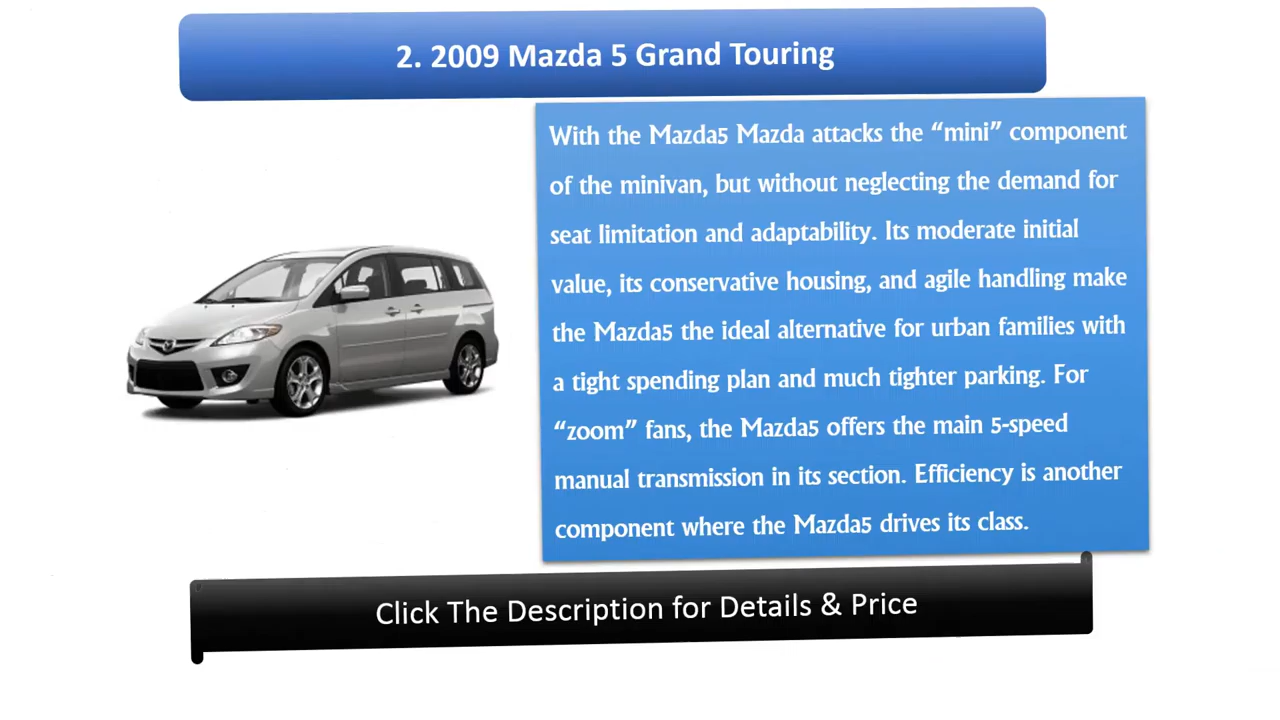 2. 2009 Mazda 5 Grand Touring
With the Mazda5 Mazda attacks the “mini” component
of the minivan, but without neglecting the demand for
seat limitation and adaptability. Its moderate initial
value, its conservative housing, and agile handling make
the Mazda5 the ideal alternative for urban families with
a tight spending plan and much tighter parking. For
“zoom” fans, the Mazda5 offers the main 5-speed
manual transmission in its section. Efficiency is another
component where the Mazda5 drives its class.
Click The Description for Details & Price